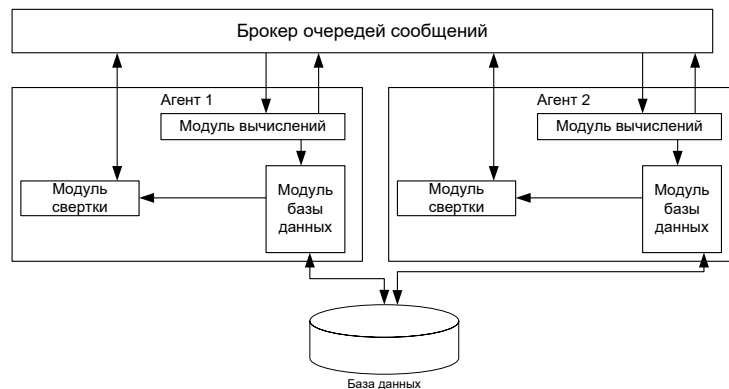 Брокер очередей сообщений
Агент 1
Модуль вычислений
Модуль
свертки
Модуль
базы
данных
Агент 2
Модуль вычислений
Модуль
свертки
Модуль
базы
данных
База данных